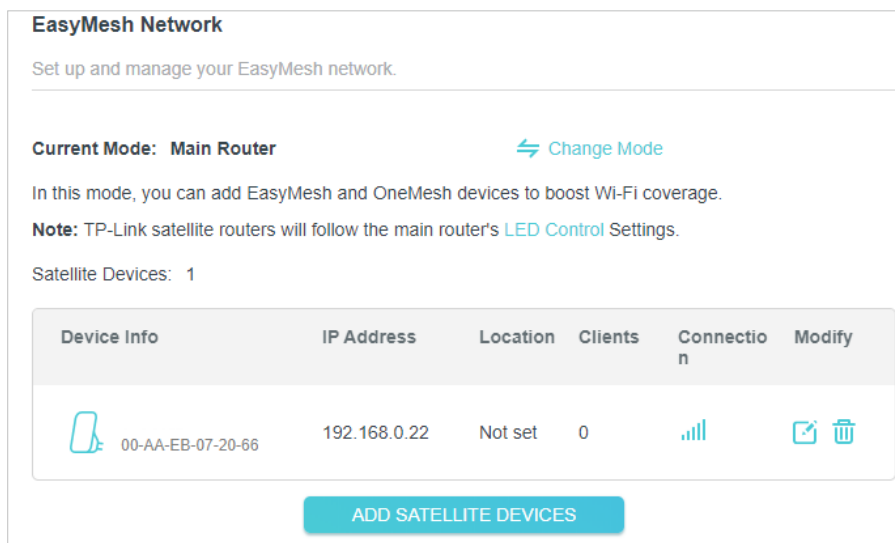 EasyMesh Network
Set up and manage your EasyMesh network.
Current Mode: Main Router
Change Mode
In this mode, you can add EasyMesh and OneMesh devices to boost Wi-Fi coverage.
Note: TP-Link satellite routers will follow the main router's LED Control Settings.
Satellite Devices: 1
Device Info IP Address Location Clients Connectio
n Modify
00-AA-EB-07-20-66 192.168.0.22 Not set 0
ADD SATELLITE DEVICES